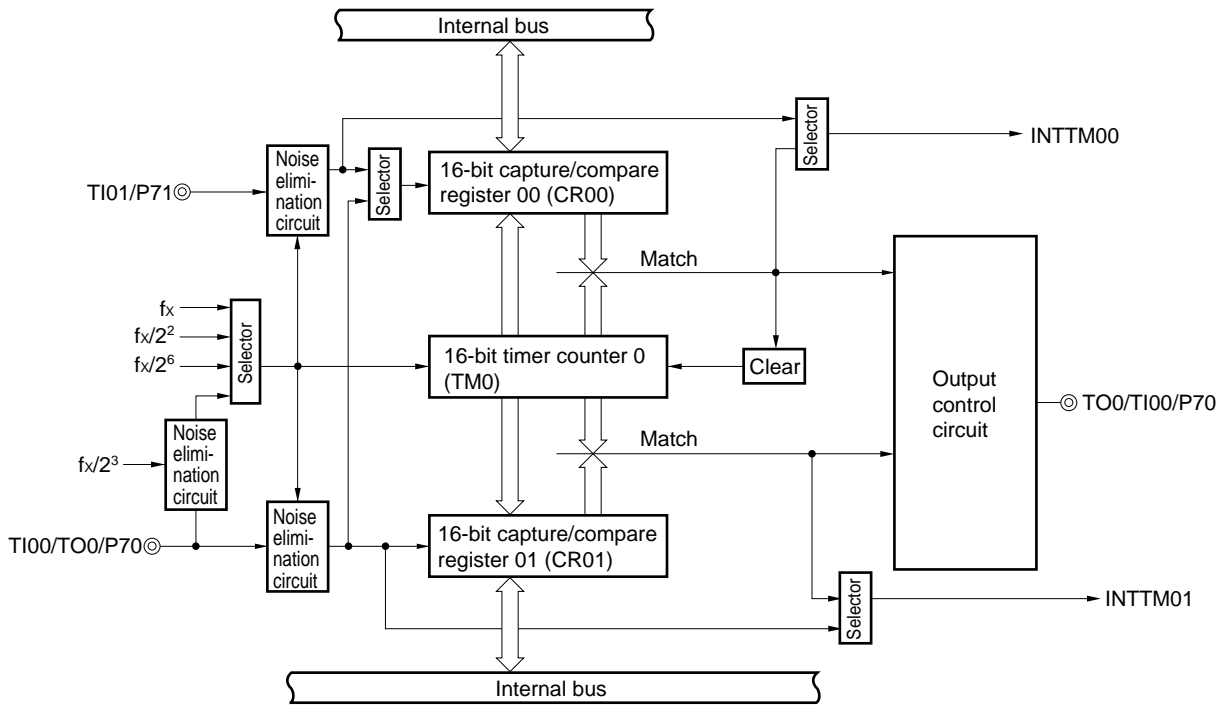 Internal bus
INTTM00
Selector
Noise
elimi-
nation
circuit
Selector
16-bit capture/compare
register 00 (CR00)
TI01/P71
Match
fX
fX/2²
fX/2⁶
Selector
16-bit timer counter 0
(TM0)
Clear
Output
control
circuit
TO0/TI00/P70
Noise
elimi-
nation
circuit
fX/2³
Match
TI00/TO0/P70
Noise
elimi-
nation
circuit
16-bit capture/compare
register 01 (CR01)
Selector
INTTM01
Internal bus